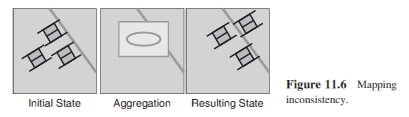 Initial State
Aggregation
Resulting State
Figure 11.6 Mapping
inconsistency.